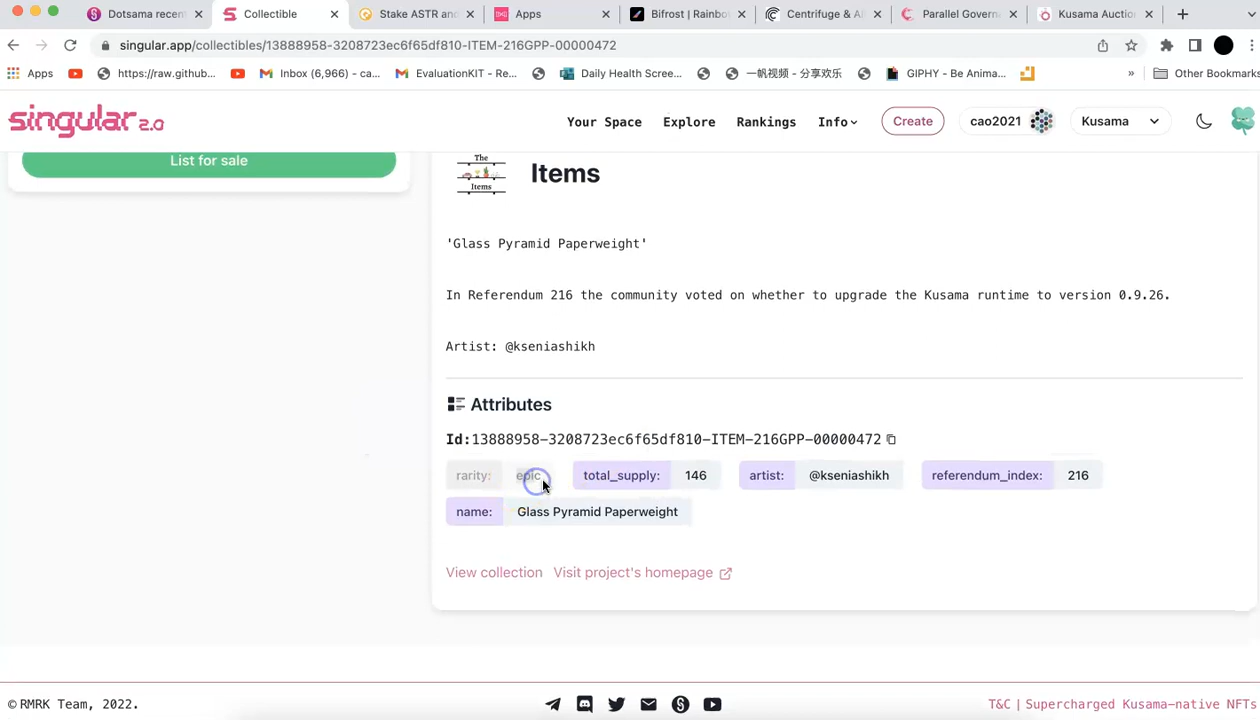 Dotsama recen
Collectible
Stake ASTR and
Apps
Bifrost | Rainbo
Centrifuge & Al
Parallel Govern
Kusama Auctio
singular.app/collectibles/13888958-3208723ec6f65df810-ITEM-216GPP-00000472
Apps
https://raw.github...
Inbox (6,966) - ca...
EvaluationKIT - Re...
Daily Health Scree...
一帆视频 - 分享欢乐
GIPHY - Be Anima...
»
Other Bookmarks
singular 2.0
Your Space
Explore
Rankings
Info
Create
cao2021
Kusama
List for sale
The
Items
Items
'Glass Pyramid Paperweight'
In Referendum 216 the community voted on whether to upgrade the Kusama runtime to version 0.9.26.
Artist: @kseniashikh
Attributes
Id:13888958-3208723ec6f65df810-ITEM-216GPP-00000472
rarity: epic total_supply: 146 artist: @kseniashikh referendum_index: 216
name: Glass Pyramid Paperweight
View collection Visit project's homepage
©RMRK Team, 2022.
T&C | Supercharged Kusama-native NFTs